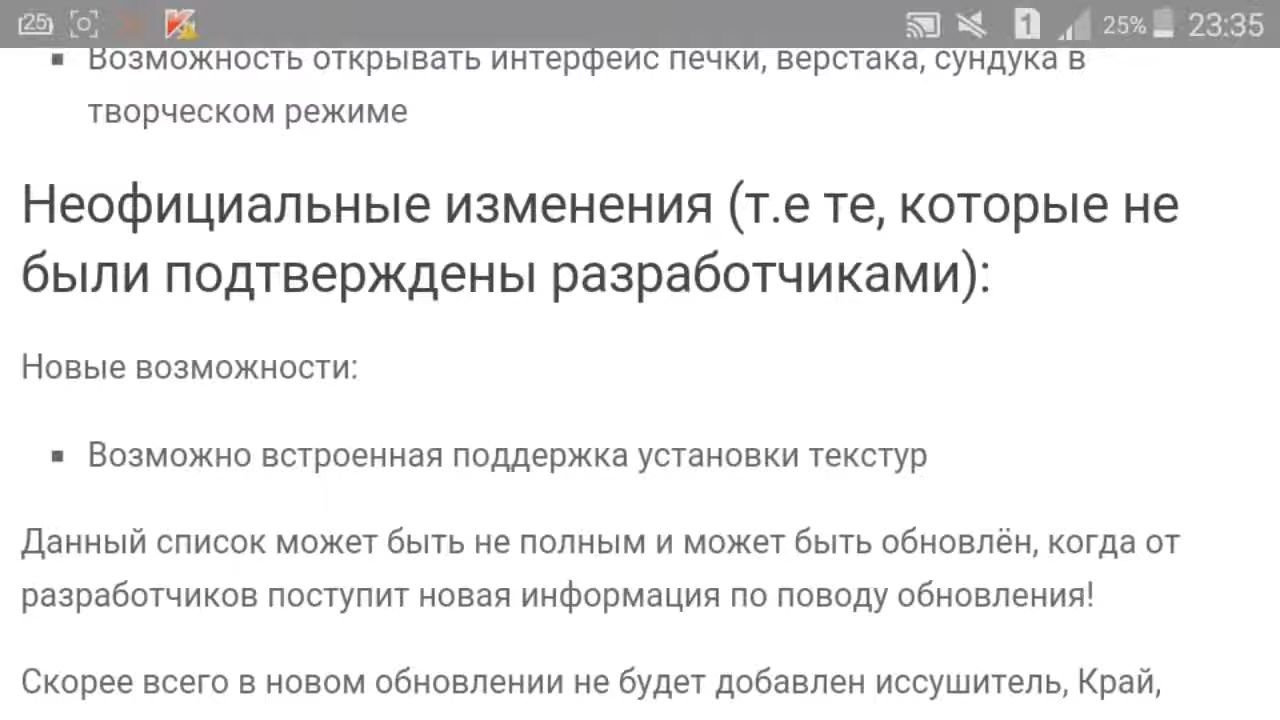 25 1 25% 23:35
Возможность открывать интерфейс печки, верстака, сундука в
творческом режиме
Неофициальные изменения (т.е те, которые не
были подтверждены разработчиками):
Новые возможности:
Возможно встроенная поддержка установки текстур
Данный список может быть не полным и может быть обновлён, когда от
разработчиков поступит новая информация по поводу обновления!
Скорее всего в новом обновлении не будет добавлен иссушитель, Край,